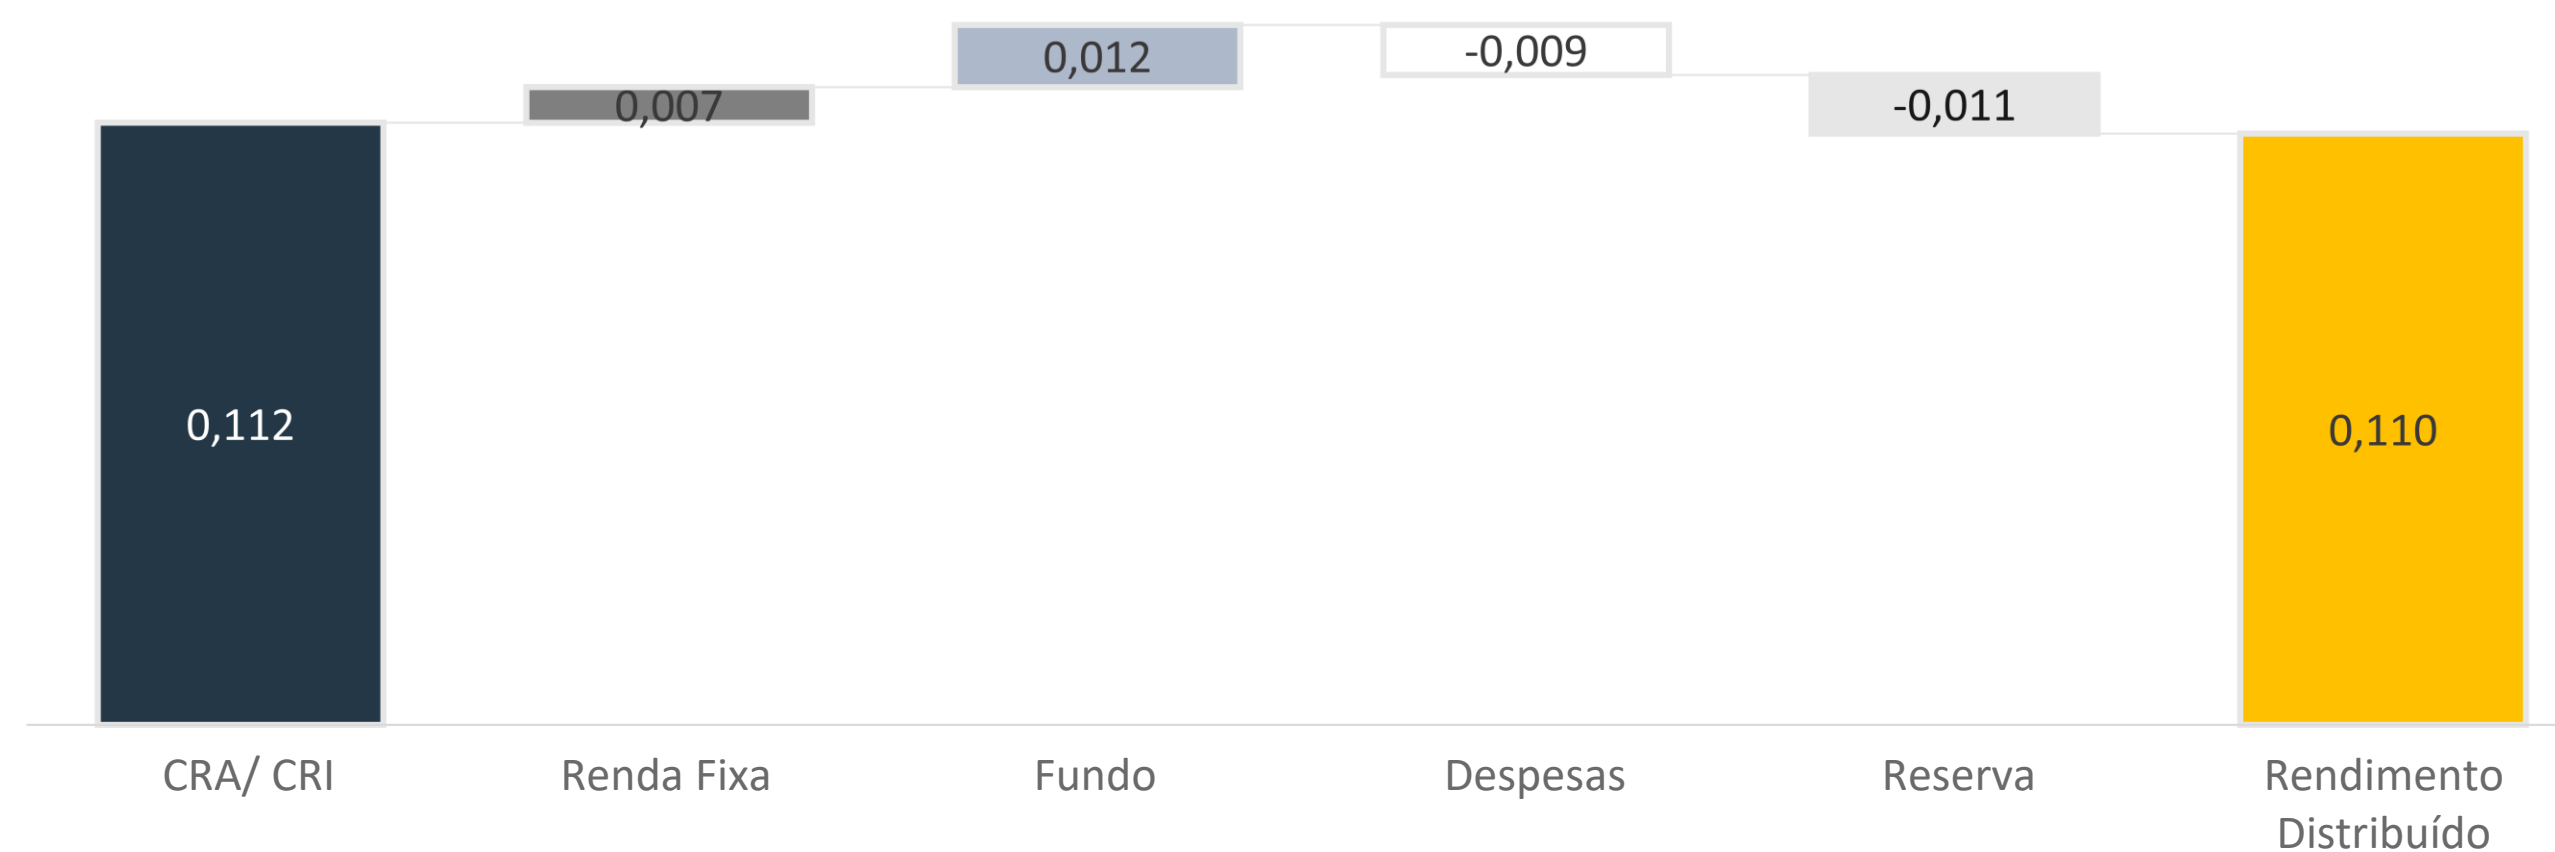 0,012
-0,009
0,007
-0,011
0,112
0,110
CRA/ CRI
Renda Fixa
Fundo
Despesas
Reserva
Rendimento
Distribuído